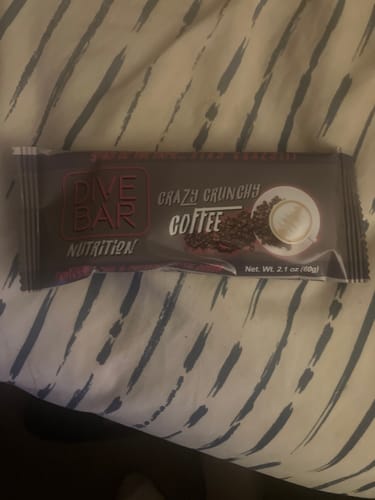 DIVE
BAR
NUTRITION
CRAZY CRUNCHY
COFFEE
Net. Wt. 2.1 oz (60g)